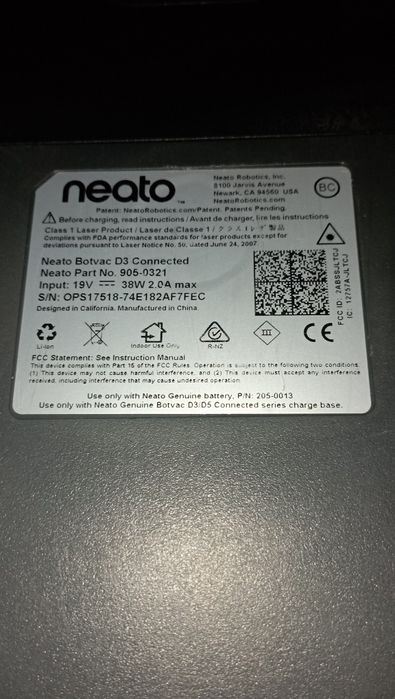 neato™
Neato Robotics, Inc.
8100 Jarvis Avenue
Newark, CA 94560 USA
NeatoRobotics.com
BC
Patent: NeatoRobotics.com/Patent. Patents Pending.
Before charging, read instructions / Avant de charger, lire les instructions
Class 1 Laser Product / Laser de Classe 1 / クラス1レーザ製品
Complies with FDA performance standards for laser products except for
deviations pursuant to Laser Notice No. 50, dated June 24, 2007.
Neato Botvac D3 Connected
Neato Part No. 905-0321
Input: 19V 38W 2.0A max
S/N: OPS17518-74E182AF7FEC
Designed in California. Manufactured in China.
FCC ID: 2ABSSJLTCJ
IC: 12757A-JLTCJ
Li-Ion
Indoor Use Only
R-NZ
III
CE
FCC Statement: See Instruction Manual
This device complies with Part 15 of the FCC Rules. Operation is subject to the following two conditions:
(1) This device may not cause harmful interference, and (2) This device must accept any interference
received, including interference that may cause undesired operation.
Use only with Neato Genuine battery, P/N: 205-0013
Use only with Neato Genuine Botvac D3/D5 Connected series charge base.